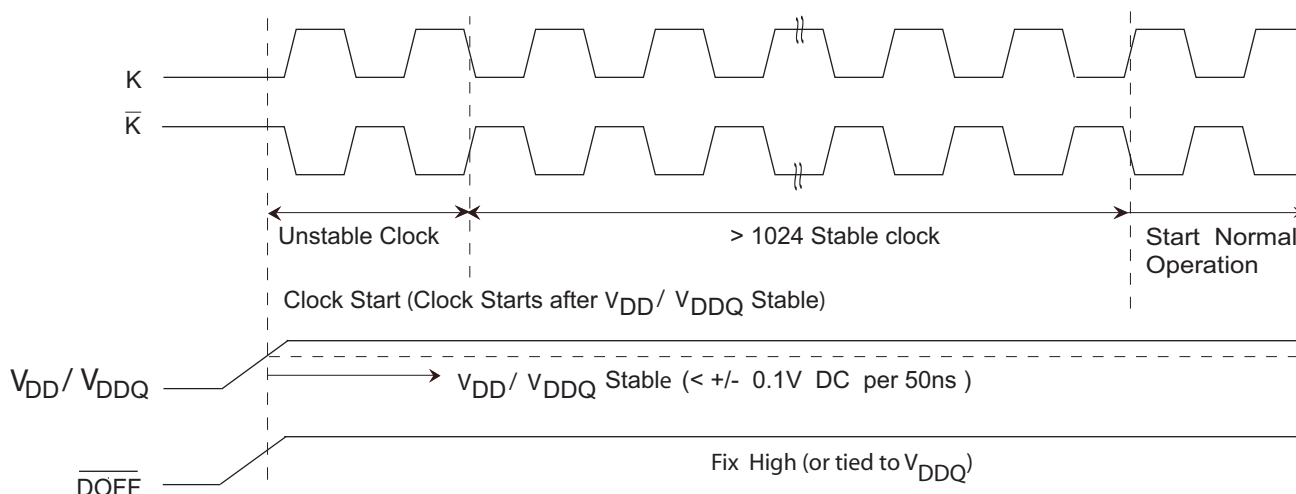 K
K̅
Unstable Clock
> 1024 Stable clock
Start Normal
Operation
Clock Start (Clock Starts after VDD/ VDDQ Stable)
VDD/ VDDQ
VDD/ VDDQ Stable (< +/- 0.1V DC per 50ns )
Fix High (or tied to VDDQ)
D̅O̅F̅F̅